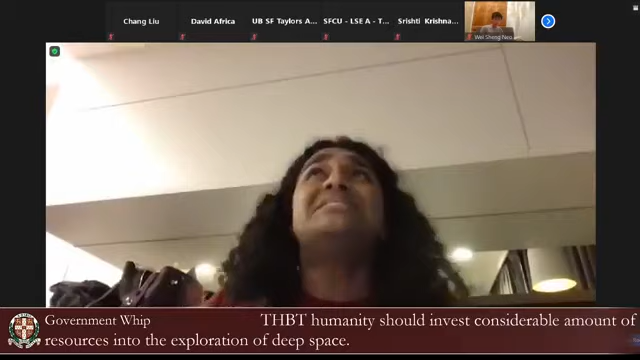 Chang Liu
David Africa
UB SF Taylors A...
SFCU - LSE A - T...
Srishti Krishna...
Wei Sheng Neo
Government Whip
THBT humanity should invest considerable amount of
resources into the exploration of deep space.